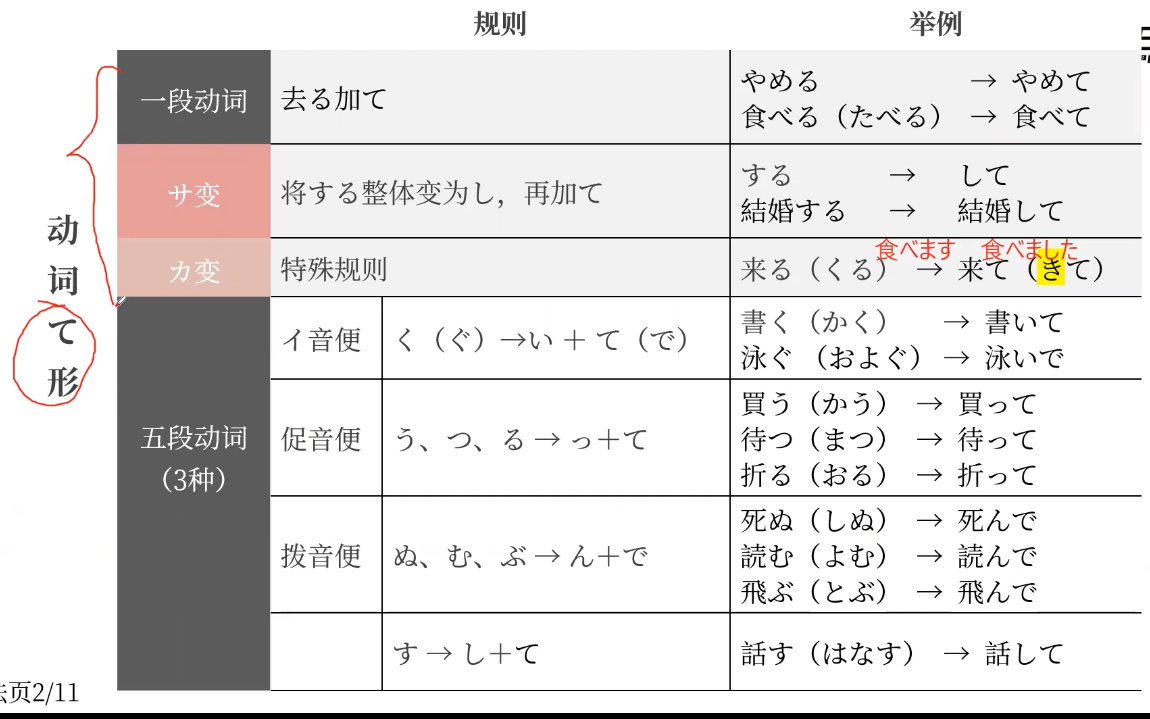 规则 举例
一段动词 去る加て やめる → やめて
食べる（たべる） → 食べて
サ变 将する整体变为し，再加て する → して
結婚する → 結婚して
食べます 食べました
カ变 特殊规则 来る（くる） → 来て（きて）
动词て形
五段动词
（3种）
イ音便 く（ぐ）→い ＋ て（で） 書く（かく） → 書いて
泳ぐ （およぐ） → 泳いで
促音便 う、つ、る → っ＋て 買う（かう） → 買って
待つ（まつ） → 待って
折る（おる） → 折って
拨音便 ぬ、む、ぶ → ん＋で 死ぬ（しぬ） → 死んで
読む（よむ） → 読んで
飛ぶ（とぶ） → 飛んで
す → し＋て 話す（はなす） → 話して
页2/11